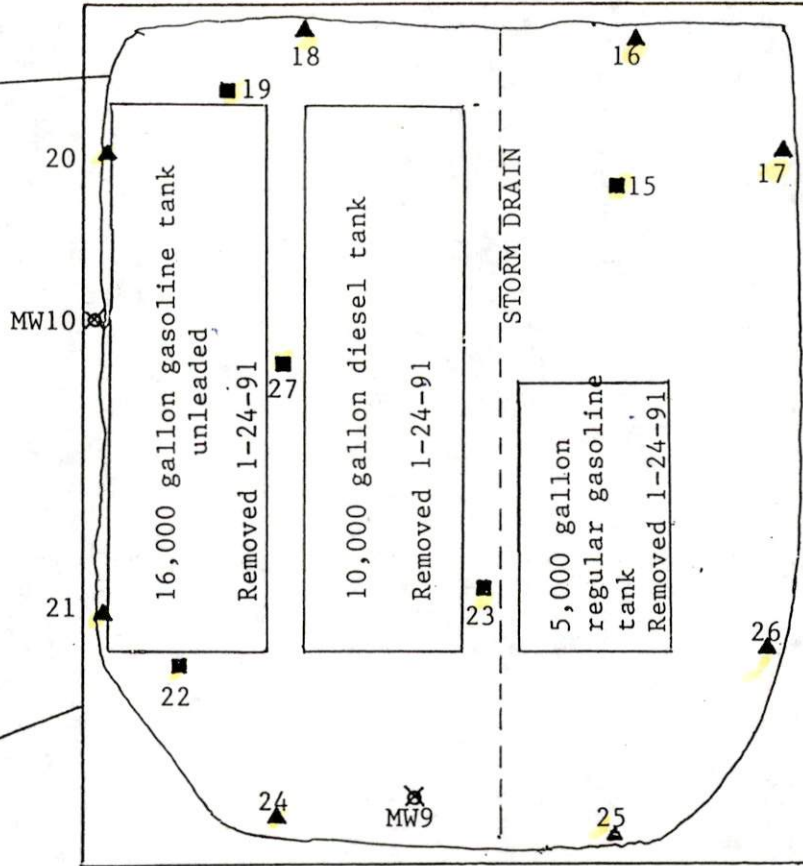 18
16
19
20
17
15
STORM DRAIN
16,000 gallon gasoline tank
unleaded
Removed 1-24-91
10,000 gallon diesel tank
Removed 1-24-91
MW10
27
5,000 gallon
regular gasoline
tank
Removed 1-24-91
21
23
26
22
24
MW9
25